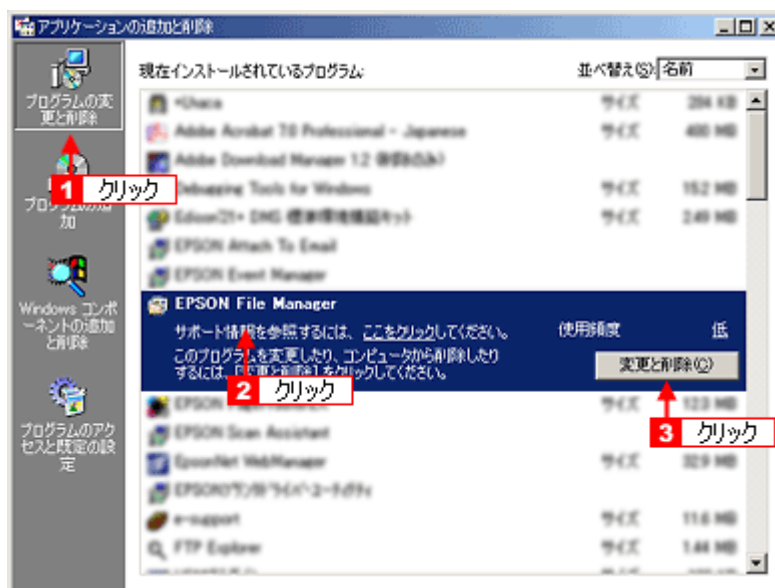 アプリケーションの追加と削除
プログラムの変
更と削除
現在インストールされているプログラム:
並べ替え(S): 名前
サイズ
Adobe Acrobat 7.0 Professional - Japanese
サイズ
Adobe Download Manager 1.2 (削除のみ)
1 クリック
加
Debugging Tools for Windows
サイズ 15.2 MB
サイズ 2.49 MB
EPSON Attach To Email
EPSON Event Manager
Windows コンポ
ーネントの追加
と削除
EPSON File Manager
サポート情報を参照するには、ここをクリックしてください。
使用頻度 低
このプログラムを変更したり、コンピュータから削除したり
するには、[変更と削除] をクリックしてください。
変更と削除(C)
2 クリック
3 クリック
プログラムのアク
セスと既定の設
定
EPSON
サイズ
EPSON Scan Assistant
EpsonNet WebManager
サイズ
e-support
サイズ 11.6 MB
FTP Explorer
サイズ 1.44 MB